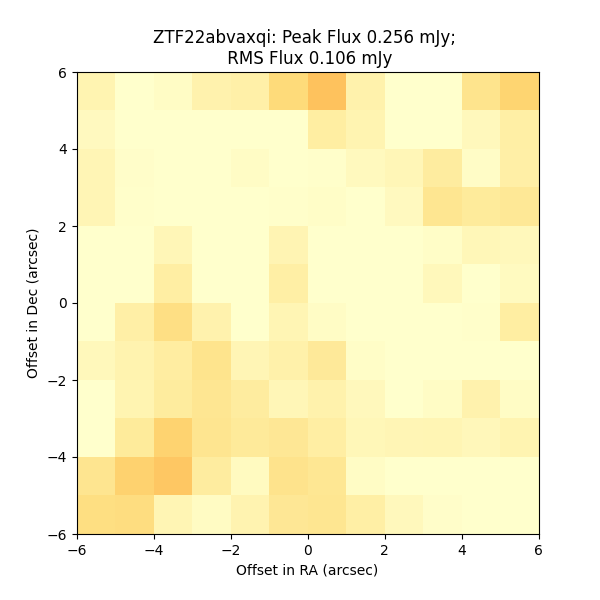 ZTF22abvaxqi: Peak Flux 0.256 mJy;
RMS Flux 0.106 mJy
6
4
2
0
−2
−4
−6
Offset in Dec (arcsec)
−6 −4 −2 0 2 4 6
Offset in RA (arcsec)